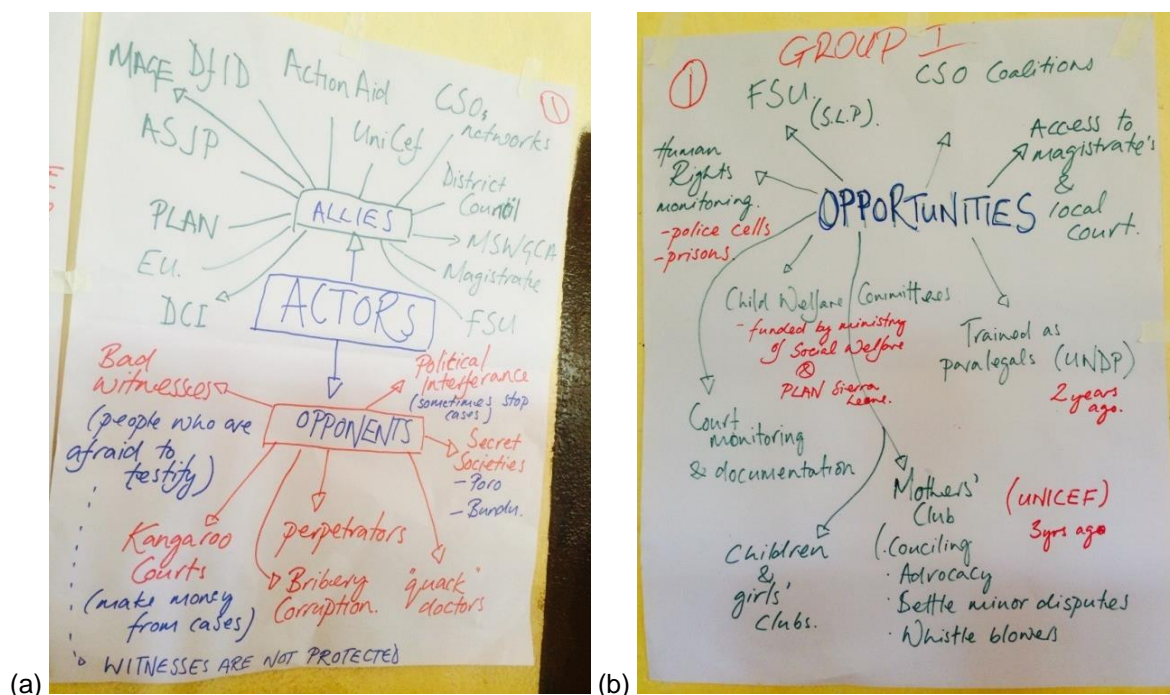 MAGE
DfID
ActionAid
CSOs
networks
①
ASJP
UniCef
District
Council
ALLIES
PLAN
MSWGCA
EU.
Magistrate
DCI
ACTORS
FSU
Bad
witnesses
(people who are
afraid to
testify)
Political
Interferance
(sometimes stop
cases)
OPPONENTS
Secret
Societies
- Poro
- Bundu.
Kangaroo
Courts
(make money
from cases)
perpetrators
Bribery
Corruption.
"quack"
doctors
WITNESSES ARE NOT PROTECTED
(a)
GROUP I
①
FSU.
(S.L.P).
CSO Coalitions
Human
Rights
monitoring.
- police cells
- prisons.
Access to
magistrate's
&
local
court.
OPPORTUNITIES
Child Welfare Committees
- funded by ministry
of Social Welfare
&
PLAN Sierra
Leone.
Trained as
paralegals (UNDP)
2 years
ago.
Court
monitoring
& documentation
Mothers'
Club
(UNICEF)
3yrs ago
(. Conciling
. Advocacy
. Settle minor disputes
. Whistle blowers
Children
&
girls'
clubs.
(b)